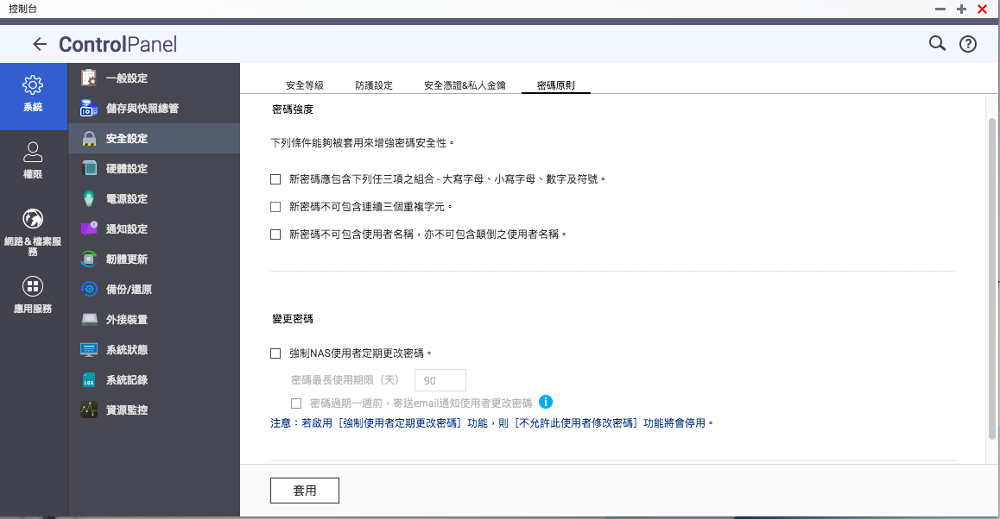 控制台
ControlPanel
系統
權限
網路&檔案服
務
應用服務
一般設定
儲存與快照總管
安全設定
硬體設定
電源設定
通知設定
韌體更新
備份/還原
外接裝置
系統狀態
LOG
系統記錄
資源監控
安全等級
防護設定
安全憑證&私人金鑰
密碼原則
密碼強度
下列條件能夠被套用來增強密碼安全性。
新密碼應包含下列任三項之組合 - 大寫字母、小寫字母、數字及符號。
新密碼不可包含連續三個重複字元。
新密碼不可包含使用者名稱，亦不可包含顛倒之使用者名稱。
變更密碼
強制NAS使用者定期更改密碼。
密碼最長使用期限（天）
90
密碼過期一週前，寄送email通知使用者更改密碼
注意：若啟用［強制使用者定期更改密碼］功能，則［不允許此使用者修改密碼］功能將會停用。
套用